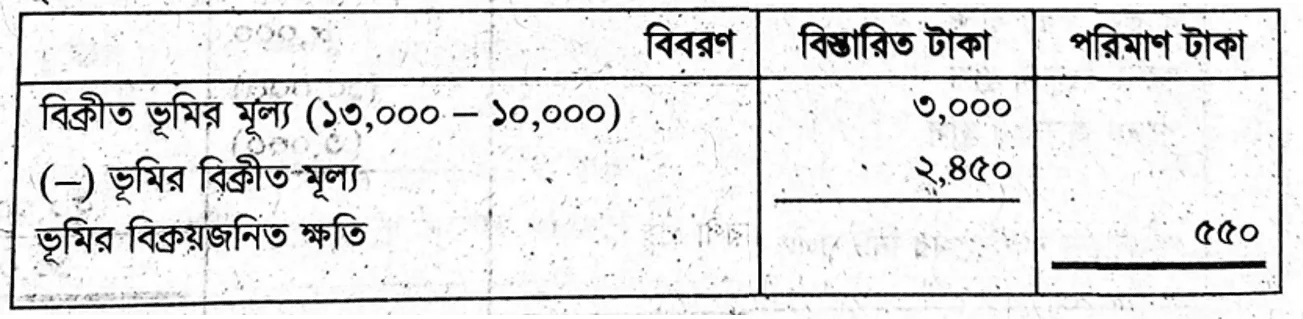 বিবরণ বিস্তারিত টাকা পরিমাণ টাকা
বিক্রীত ভূমির মূল্য (১৩,০০০ – ১০,০০০) ৩,০০০
(–) ভূমির বিক্রীত মূল্য ২,৪৫০
ভূমির বিক্রয়জনিত ক্ষতি ৫৫০